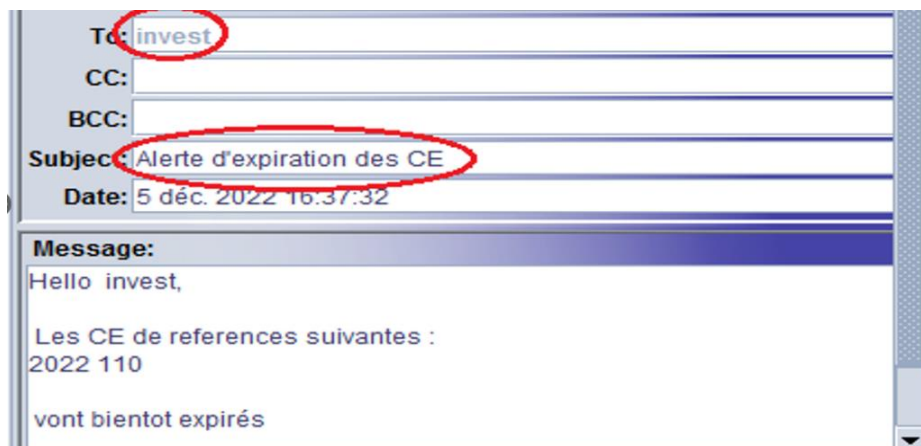 To: invest
CC:
BCC:
Subject: Alerte d'expiration des CE
Date: 5 déc. 2022 16:37:32
Message:
Hello invest,
Les CE de references suivantes :
2022 110
vont bientot expirés